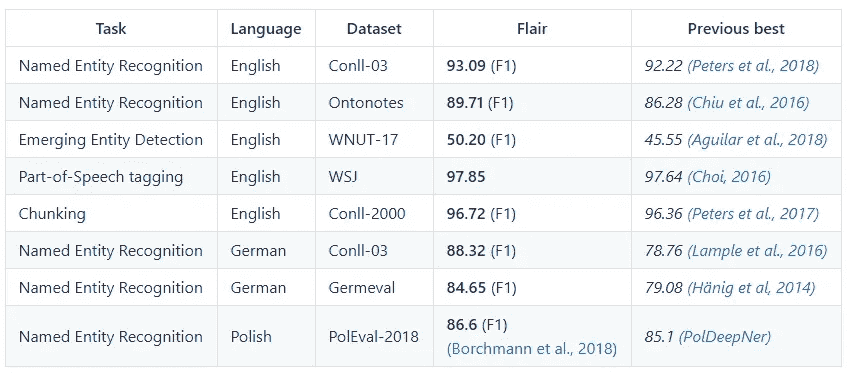 Task Language Dataset Flair Previous best
Named Entity Recognition English Conll-03 93.09 (F1) 92.22 (Peters et al., 2018)
Named Entity Recognition English Ontonotes 89.71 (F1) 86.28 (Chiu et al., 2016)
Emerging Entity Detection English WNUT-17 50.20 (F1) 45.55 (Aguilar et al., 2018)
Part-of-Speech tagging English WSJ 97.85 97.64 (Choi, 2016)
Chunking English Conll-2000 96.72 (F1) 96.36 (Peters et al., 2017)
Named Entity Recognition German Conll-03 88.32 (F1) 78.76 (Lample et al., 2016)
Named Entity Recognition German Germeval 84.65 (F1) 79.08 (Hänig et al, 2014)
Named Entity Recognition Polish PolEval-2018 86.6 (F1) 85.1 (PolDeepNer)
(Borchmann et al., 2018)